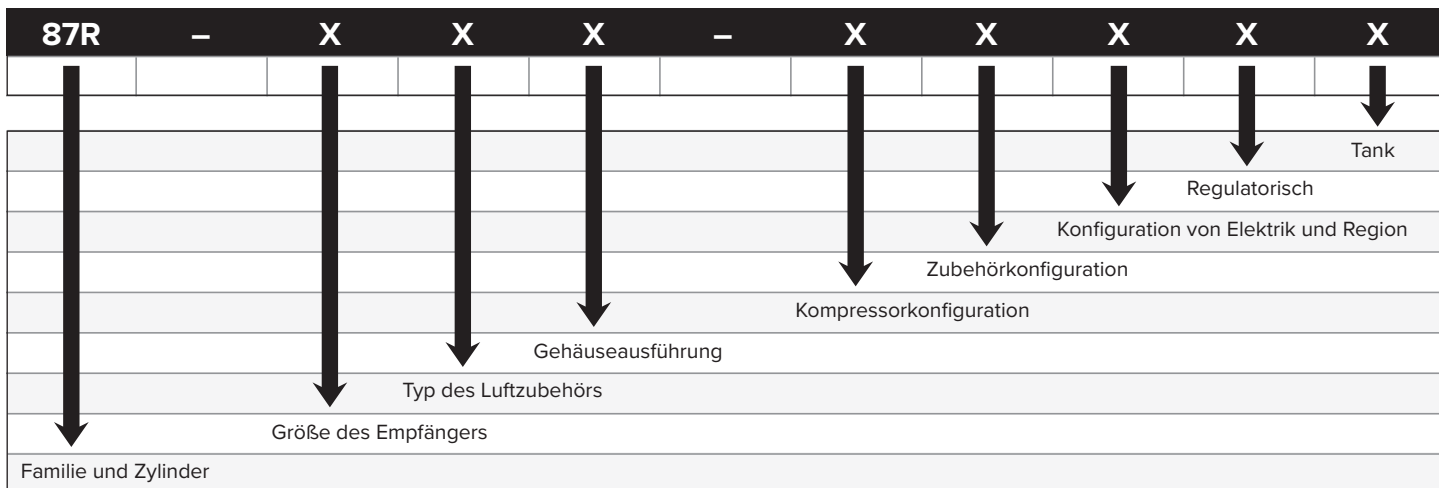 87R – X X X – X X X X X
Tank
Regulatorisch
Konfiguration von Elektrik und Region
Zubehörkonfiguration
Kompressorkonfiguration
Gehäuseausführung
Typ des Luftzubehörs
Größe des Empfängers
Familie und Zylinder